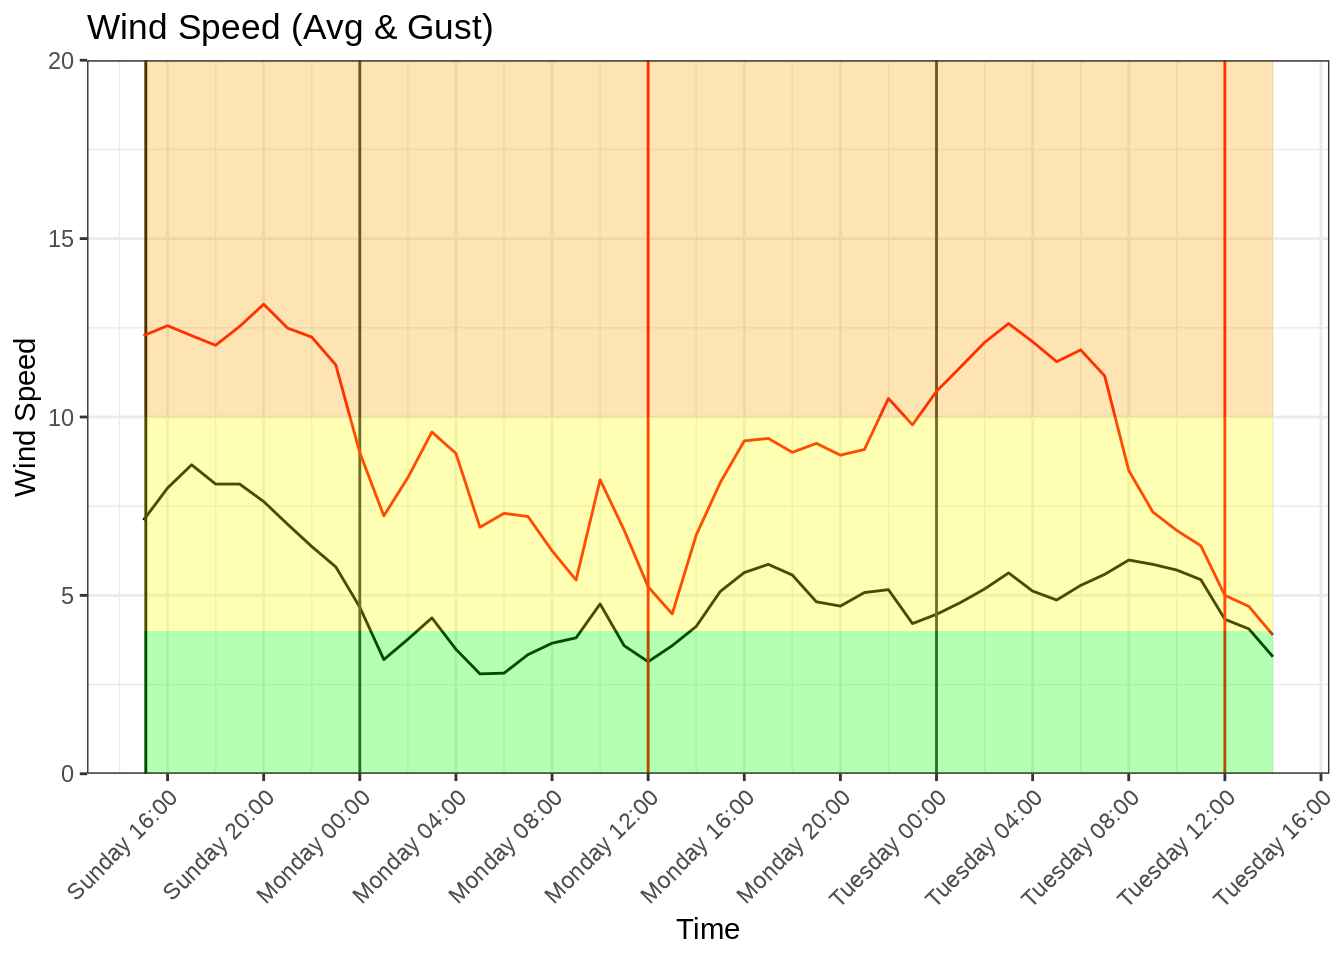 Wind Speed (Avg & Gust)
Wind Speed
20
15
10
5
0
Sunday 16:00
Sunday 20:00
Monday 00:00
Monday 04:00
Monday 08:00
Monday 12:00
Monday 16:00
Monday 20:00
Tuesday 00:00
Tuesday 04:00
Tuesday 08:00
Tuesday 12:00
Tuesday 16:00
Time